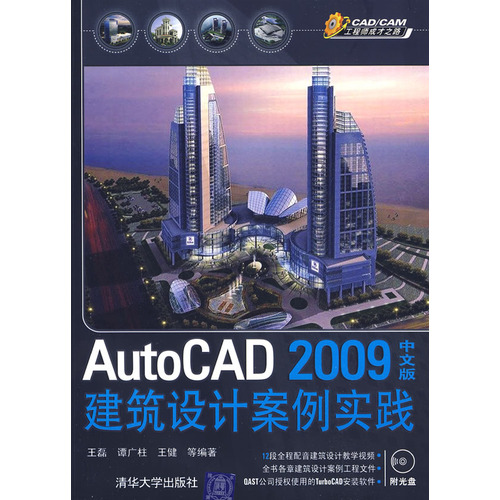 CAD/CAM
工程师成才之路
AutoCAD 2009 中文版
建筑设计案例实践
王磊 谭广柱 王健 等编著
12段全程配音建筑设计教学视频
全书各章建筑设计案例工程文件
QAST公司授权使用的TurboCAD安装软件
附光盘
清华大学出版社